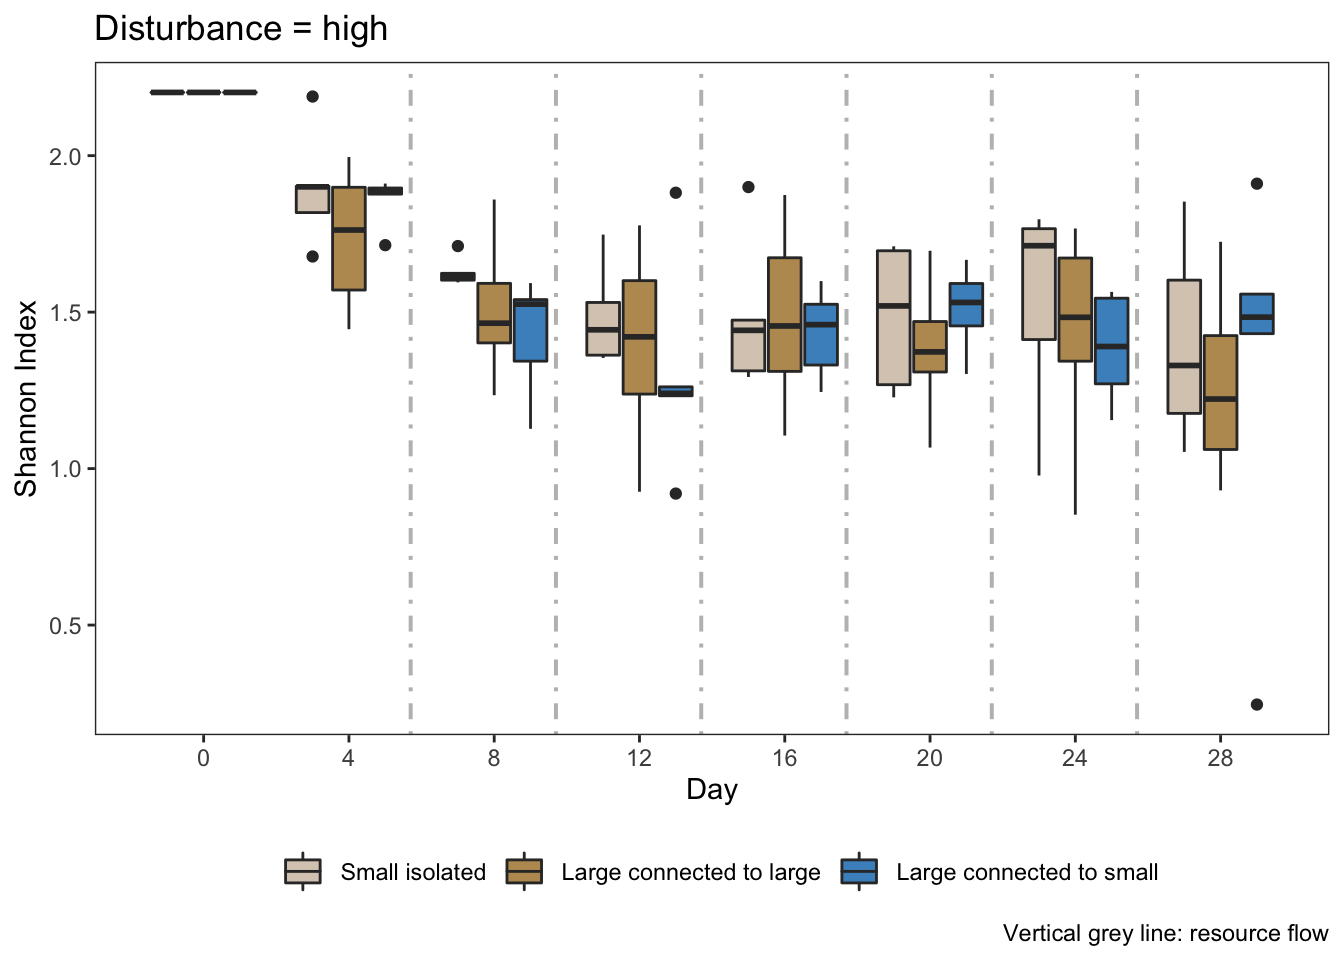 Disturbance = high
Shannon Index
2.0
1.5
1.0
0.5
0 4 8 12 16 20 24 28
Day
Small isolated Large connected to large Large connected to small
Vertical grey line: resource flow